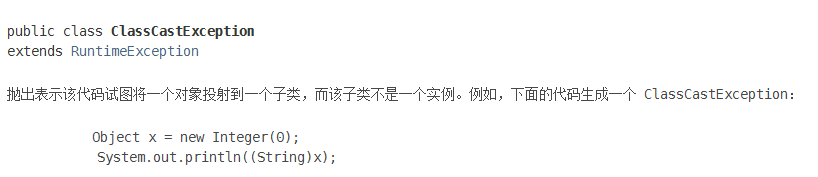 public class ClassCastException
extends RuntimeException
抛出表示该代码试图将一个对象投射到一个子类，而该子类不是一个实例。例如，下面的代码生成一个 ClassCastException：
Object x = new Integer(0);
System.out.println((String)x);